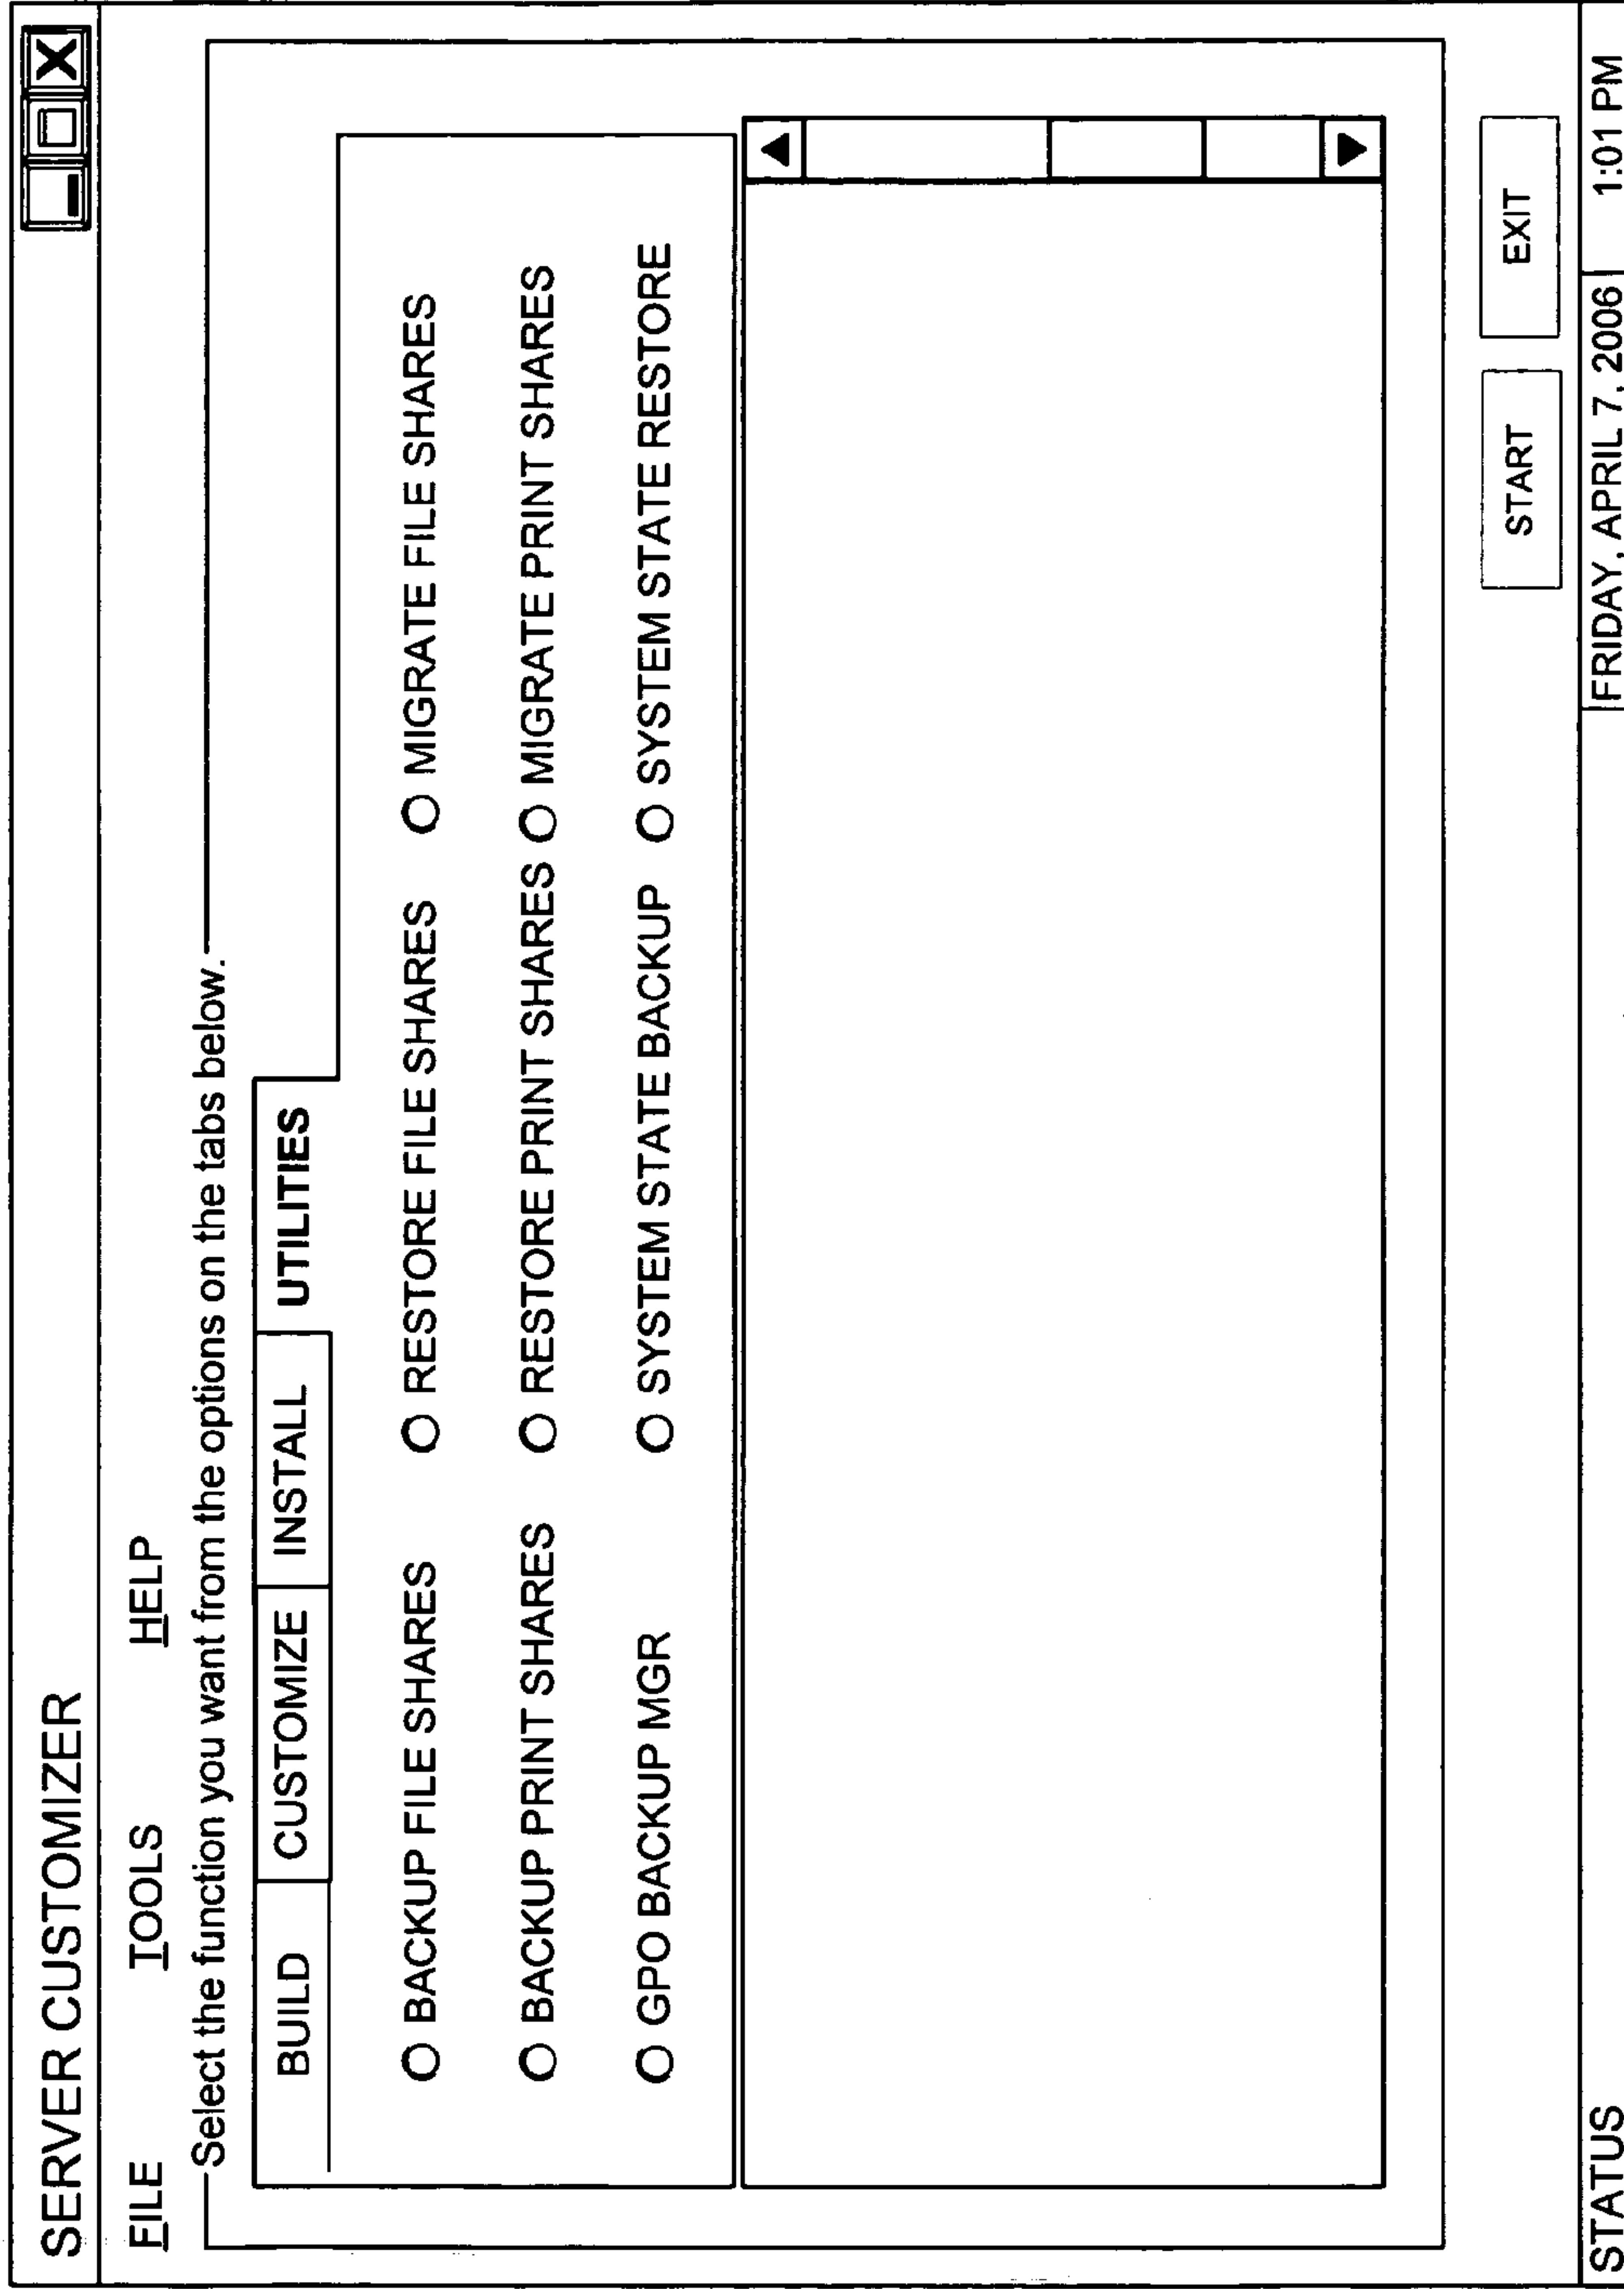 SERVER CUSTOMIZER
FILE TOOLS HELP
Select the function you want from the options on the tabs below.
BUILD CUSTOMIZE INSTALL UTILITIES
BACKUP FILE SHARES RESTORE FILE SHARES MIGRATE FILE SHARES
BACKUP PRINT SHARES RESTORE PRINT SHARES MIGRATE PRINT SHARES
GPO BACKUP MGR SYSTEM STATE BACKUP SYSTEM STATE RESTORE
START EXIT
STATUS FRIDAY, APRIL 7, 2006 1:01 PM